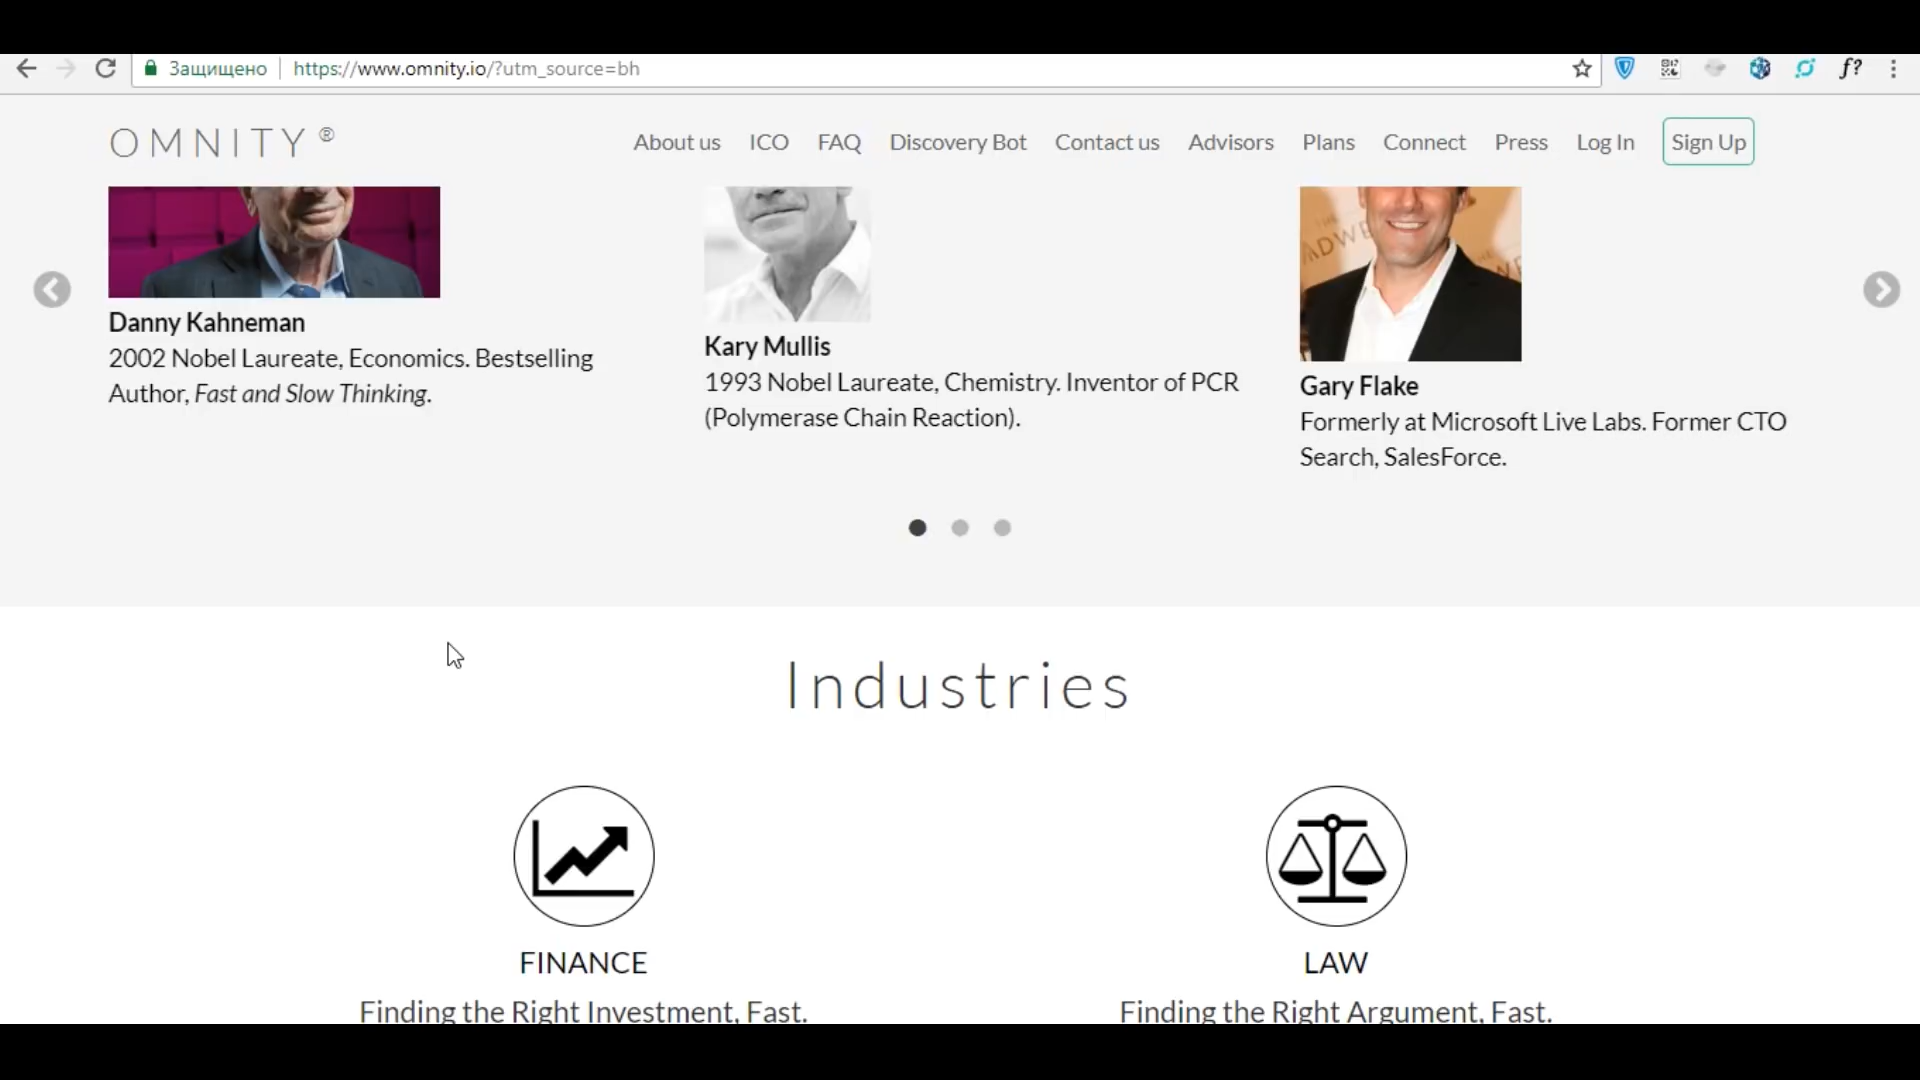 Защищено https://www.omnity.io/?utm_source=bh f?
OMNITY® About us ICO FAQ Discovery Bot Contact us Advisors Plans Connect Press Log In Sign Up
Danny Kahneman
2002 Nobel Laureate, Economics. Bestselling
Author, Fast and Slow Thinking.
Kary Mullis
1993 Nobel Laureate, Chemistry. Inventor of PCR
(Polymerase Chain Reaction).
Gary Flake
Formerly at Microsoft Live Labs. Former CTO
Search, SalesForce.
Industries
FINANCE
Finding the Right Investment, Fast.
LAW
Finding the Right Argument, Fast.